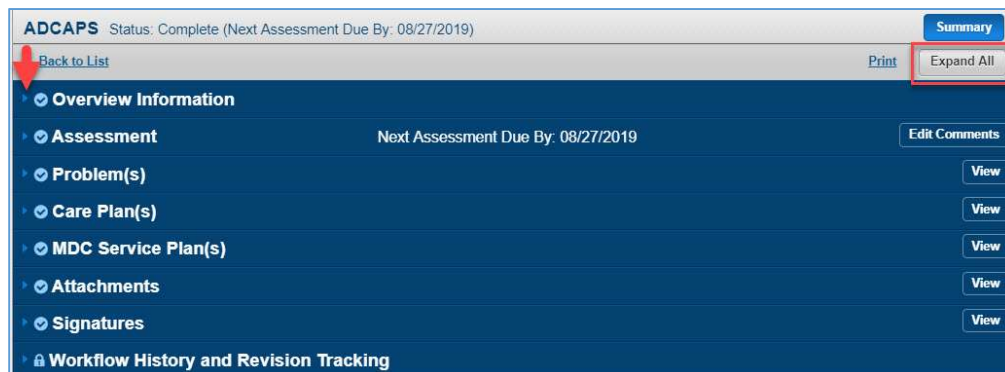 ADCAPS Status: Complete (Next Assessment Due By: 08/27/2019) Summary
Back to List Print Expand All
Overview Information
Assessment Next Assessment Due By: 08/27/2019 Edit Comments
Problem(s) View
Care Plan(s) View
MDC Service Plan(s) View
Attachments View
Signatures View
Workflow History and Revision Tracking